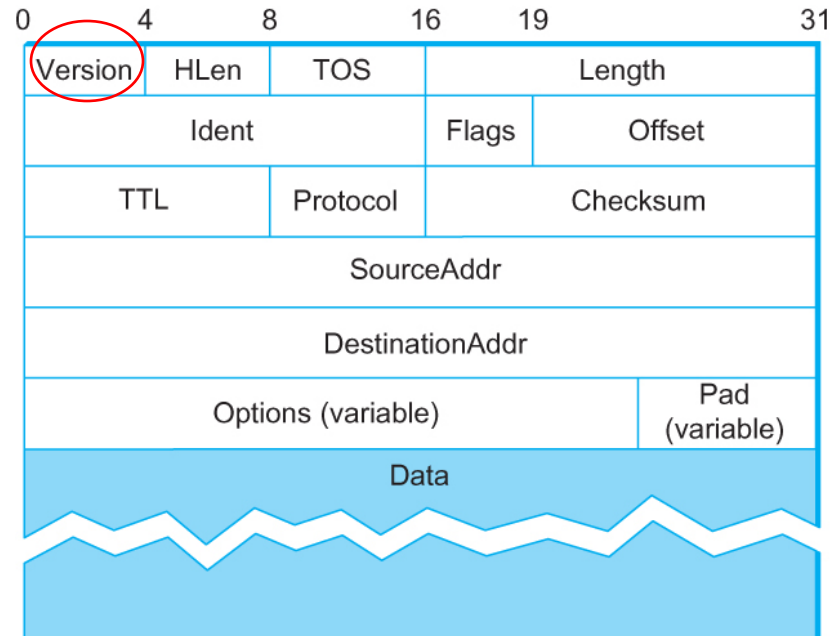 0 4 8 16 19 31
Version HLen TOS Length
Ident Flags Offset
TTL Protocol Checksum
SourceAddr
DestinationAddr
Options (variable) Pad
(variable)
Data